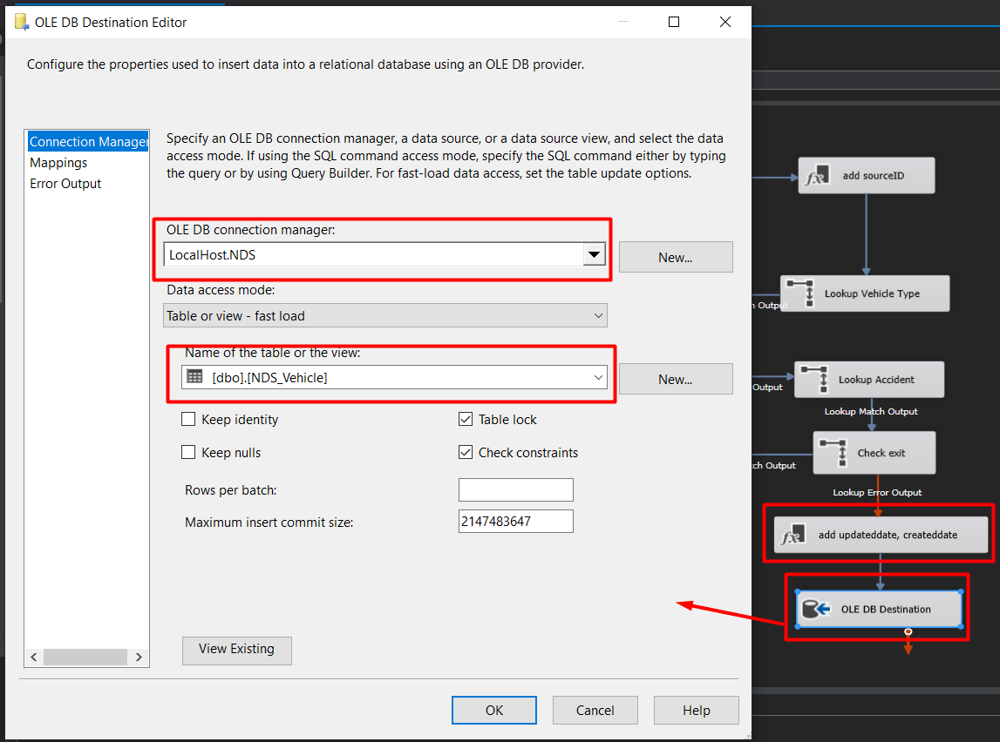 OLE DB Destination Editor
Configure the properties used to insert data into a relational database using an OLE DB provider.
Connection Manager
Mappings
Error Output
Specify an OLE DB connection manager, a data source, or a data source view, and select the data
access mode. If using the SQL command access mode, specify the SQL command either by typing
the query or by using Query Builder. For fast-load data access, set the table update options.
OLE DB connection manager:
LocalHost.NDS
New...
Data access mode:
Table or view - fast load
Name of the table or the view:
[dbo].[NDS_Vehicle]
New...
Keep identity
Table lock
Keep nulls
Check constraints
Rows per batch:
Maximum insert commit size:
2147483647
View Existing
OK
Cancel
Help
add sourceID
Lookup Vehicle Type
Output
Lookup Accident
Output
Lookup Match Output
Check exit
Output
Lookup Error Output
add updateddate, createddate
OLE DB Destination